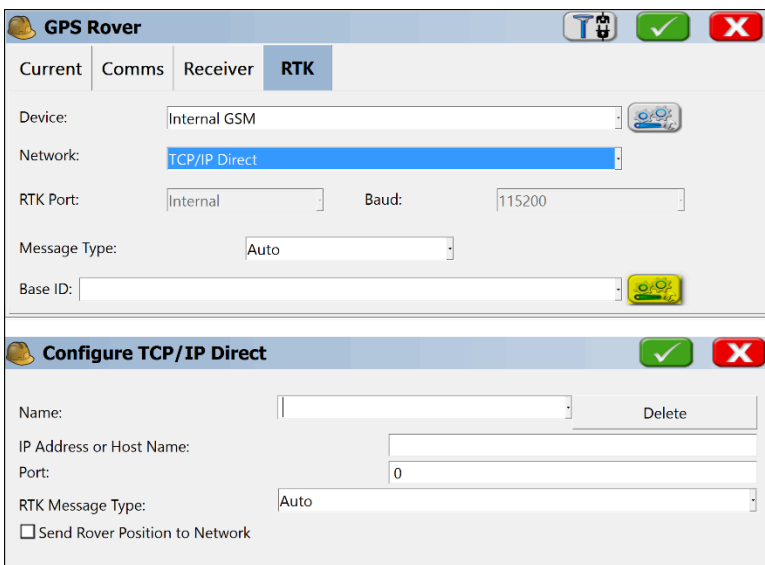 GPS Rover
Current Comms Receiver RTK
Device: Internal GSM
Network: TCP/IP Direct
RTK Port: Internal Baud: 115200
Message Type: Auto
Base ID:
Configure TCP/IP Direct
Name: Delete
IP Address or Host Name:
Port: 0
RTK Message Type: Auto
Send Rover Position to Network